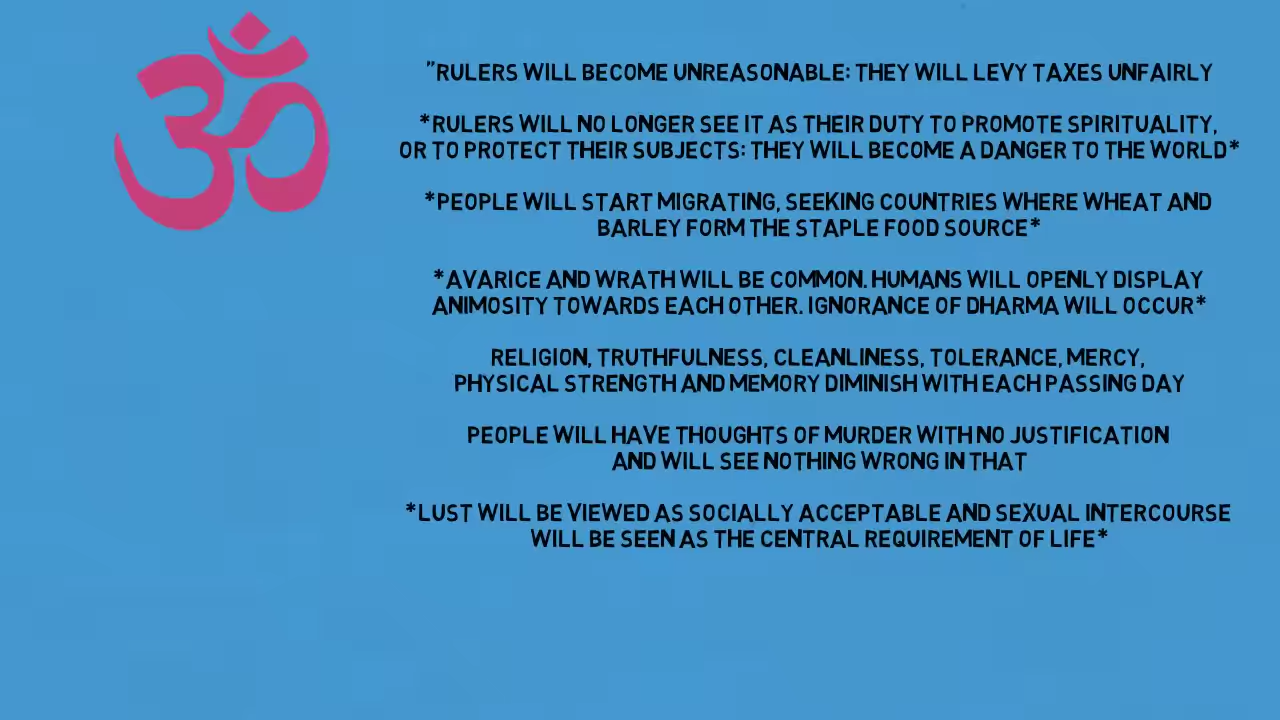 ॐ
"RULERS WILL BECOME UNREASONABLE: THEY WILL LEVY TAXES UNFAIRLY
*RULERS WILL NO LONGER SEE IT AS THEIR DUTY TO PROMOTE SPIRITUALITY,
OR TO PROTECT THEIR SUBJECTS: THEY WILL BECOME A DANGER TO THE WORLD*
*PEOPLE WILL START MIGRATING, SEEKING COUNTRIES WHERE WHEAT AND
BARLEY FORM THE STAPLE FOOD SOURCE*
*AVARICE AND WRATH WILL BE COMMON. HUMANS WILL OPENLY DISPLAY
ANIMOSITY TOWARDS EACH OTHER. IGNORANCE OF DHARMA WILL OCCUR*
RELIGION, TRUTHFULNESS, CLEANLINESS, TOLERANCE, MERCY,
PHYSICAL STRENGTH AND MEMORY DIMINISH WITH EACH PASSING DAY
PEOPLE WILL HAVE THOUGHTS OF MURDER WITH NO JUSTIFICATION
AND WILL SEE NOTHING WRONG IN THAT
*LUST WILL BE VIEWED AS SOCIALLY ACCEPTABLE AND SEXUAL INTERCOURSE
WILL BE SEEN AS THE CENTRAL REQUIREMENT OF LIFE*